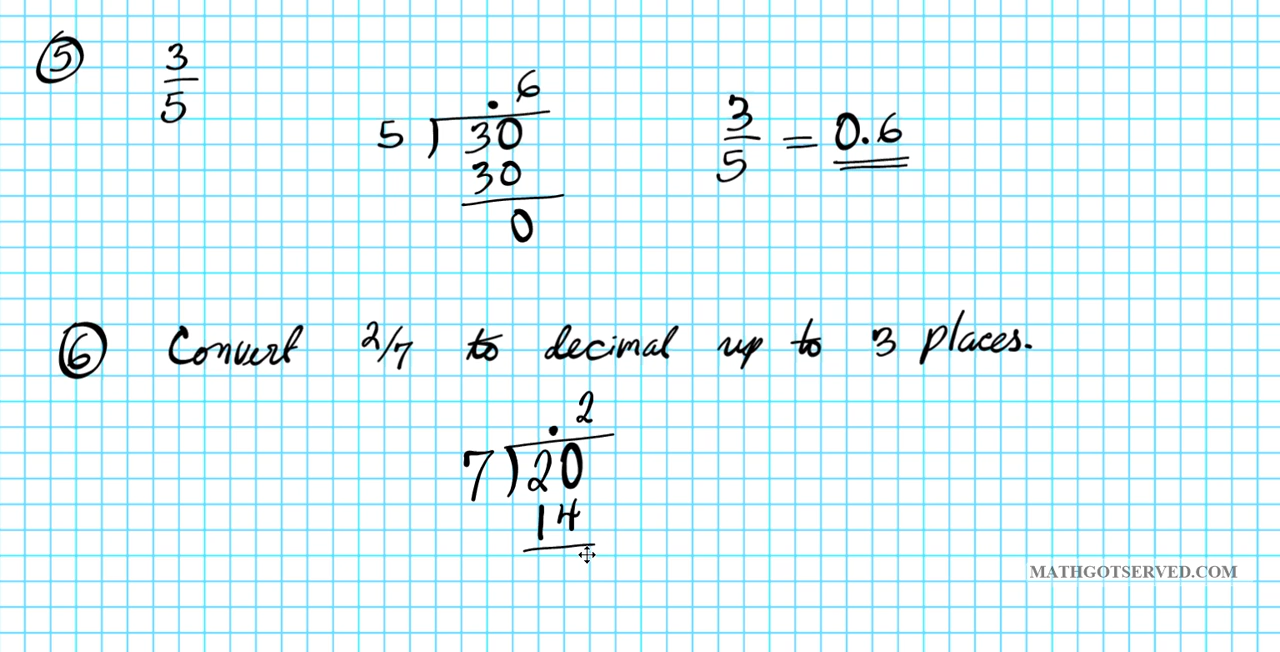 ⑤ 3/5
.6
5 ) 30
30
0
3/5 = 0.6
⑥ Convert 2/7 to decimal up to 3 places.
.2
7 ) 20
14
MATHGOTSERVED.COM